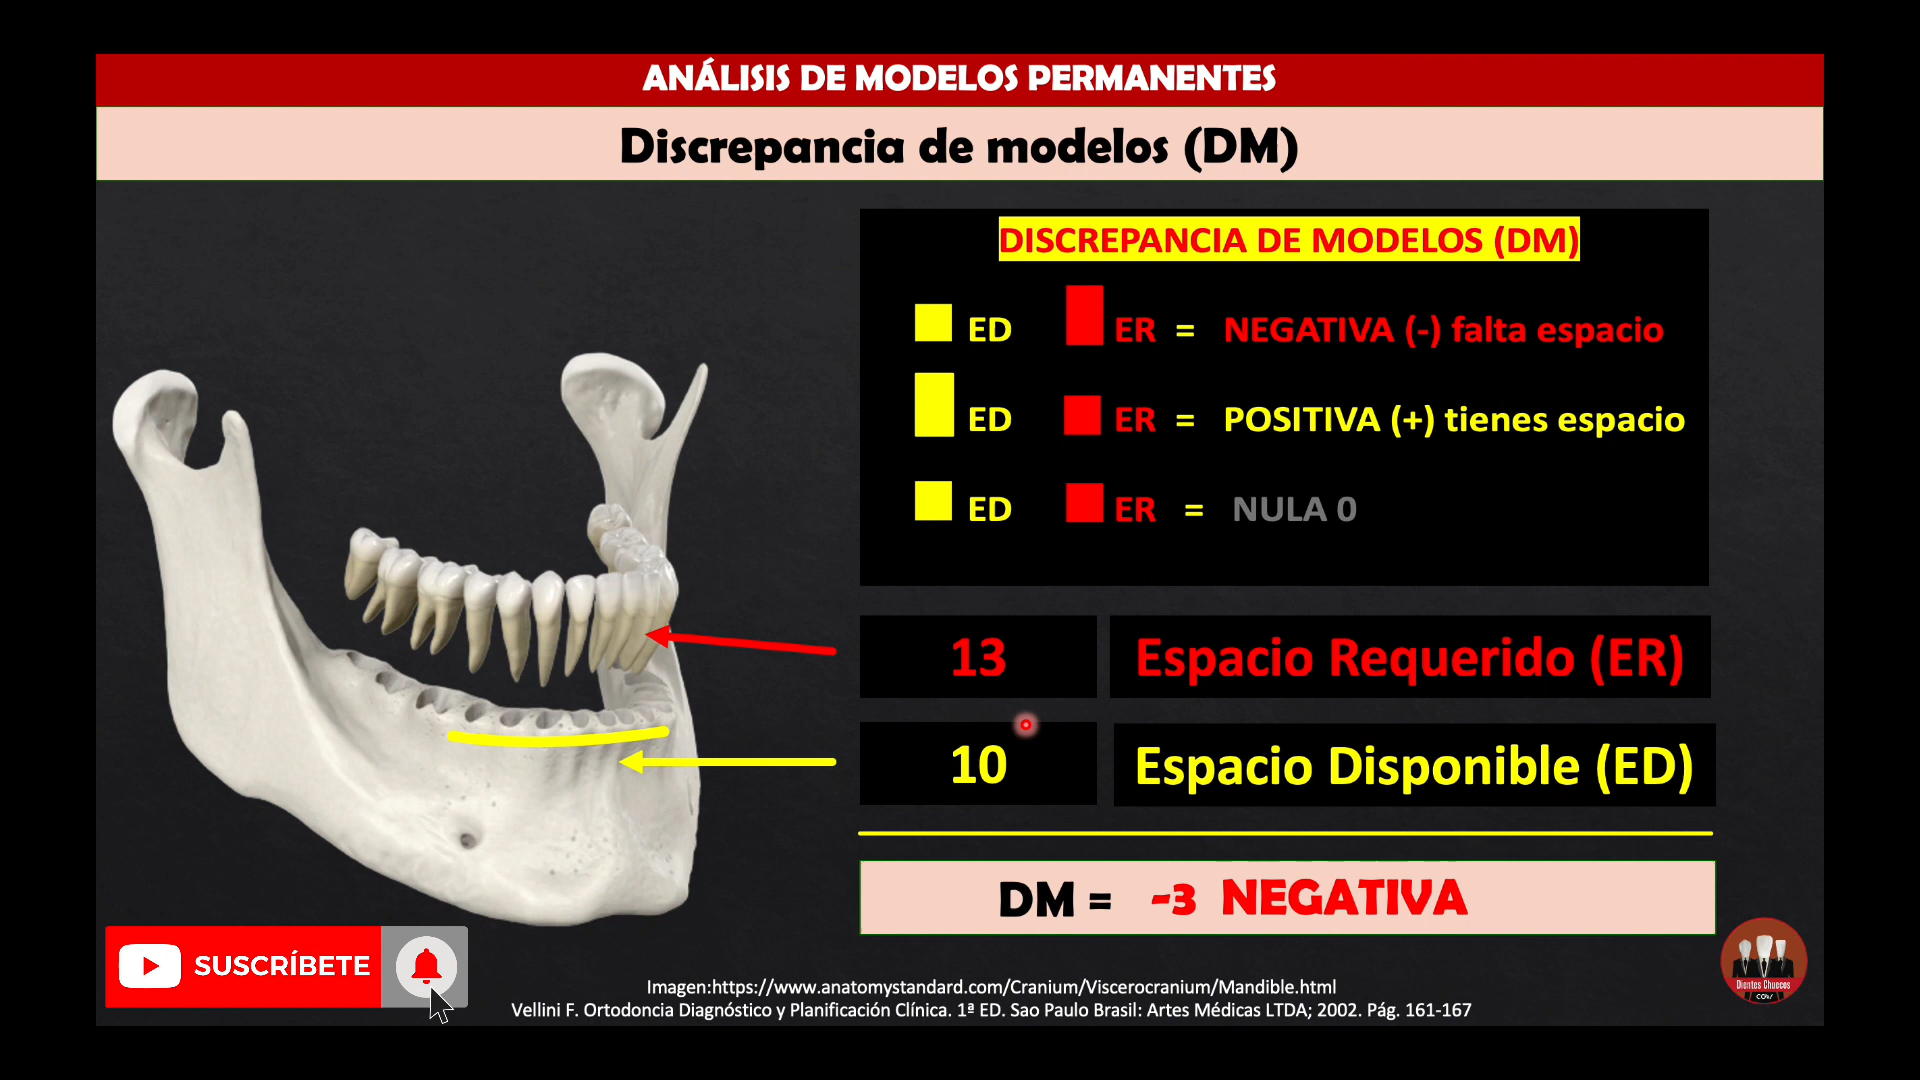 ANÁLISIS DE MODELOS PERMANENTES
Discrepancia de modelos (DM)
DISCREPANCIA DE MODELOS (DM)
ED ER = NEGATIVA (-) falta espacio
ED ER = POSITIVA (+) tienes espacio
ED ER = NULA 0
13 Espacio Requerido (ER)
10 Espacio Disponible (ED)
DM = -3 NEGATIVA
SUSCRÍBETE
Imagen:https://www.anatomystandard.com/Cranium/Viscerocranium/Mandible.html
Vellini F. Ortodoncia Diagnóstico y Planificación Clínica. 1ª ED. Sao Paulo Brasil: Artes Médicas LTDA; 2002. Pág. 161-167
Dientes Chuecos